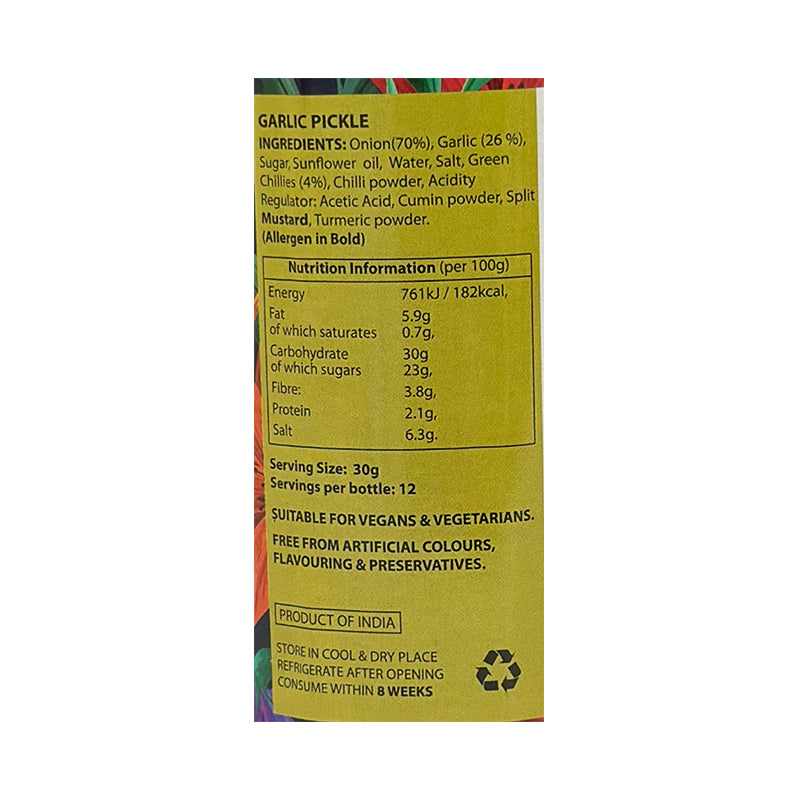 GARLIC PICKLE
INGREDIENTS: Onion(70%), Garlic (26 %),
Sugar, Sunflower oil, Water, Salt, Green
Chillies (4%), Chilli powder, Acidity
Regulator: Acetic Acid, Cumin powder, Split
Mustard, Turmeric powder.
(Allergen in Bold)
Nutrition Information (per 100g)
Energy 761kJ / 182kcal,
Fat 5.9g
of which saturates 0.7g,
Carbohydrate 30g
of which sugars 23g,
Fibre: 3.8g,
Protein 2.1g,
Salt 6.3g.
Serving Size: 30g
Servings per bottle: 12
SUITABLE FOR VEGANS & VEGETARIANS.
FREE FROM ARTIFICIAL COLOURS,
FLAVOURING & PRESERVATIVES.
PRODUCT OF INDIA
STORE IN COOL & DRY PLACE
REFRIGERATE AFTER OPENING
CONSUME WITHIN 8 WEEKS